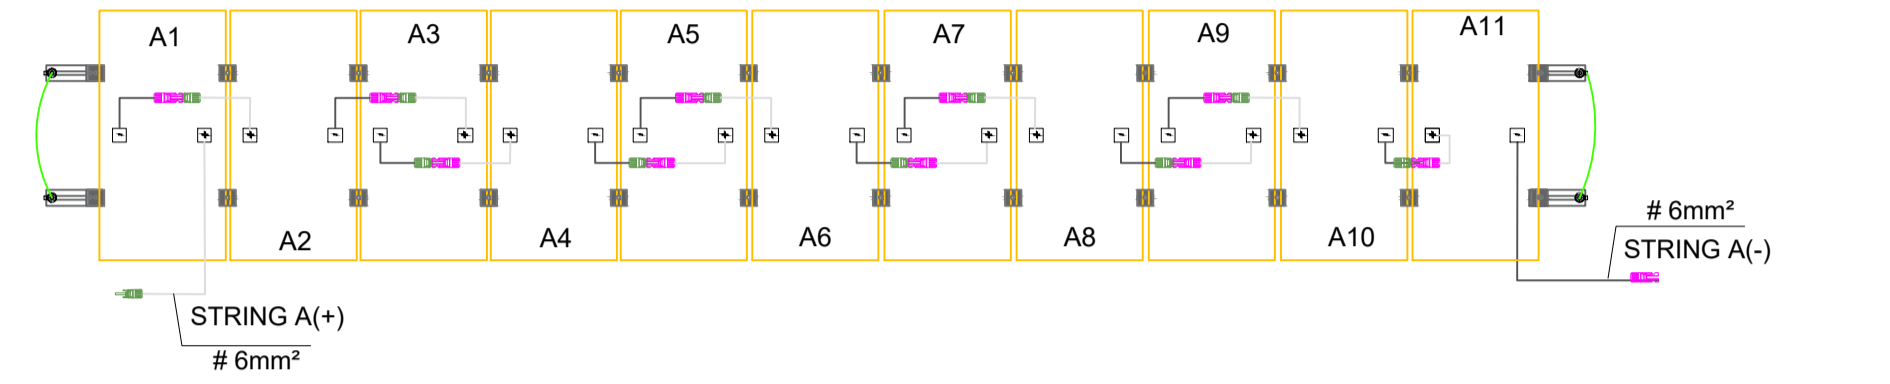 A1
A3
A5
A7
A9
A11
- + + - - + + - - + + - - + + - - + + - + -
A2
A4
A6
A8
A10
# 6mm²
STRING A(-)
STRING A(+)
# 6mm²